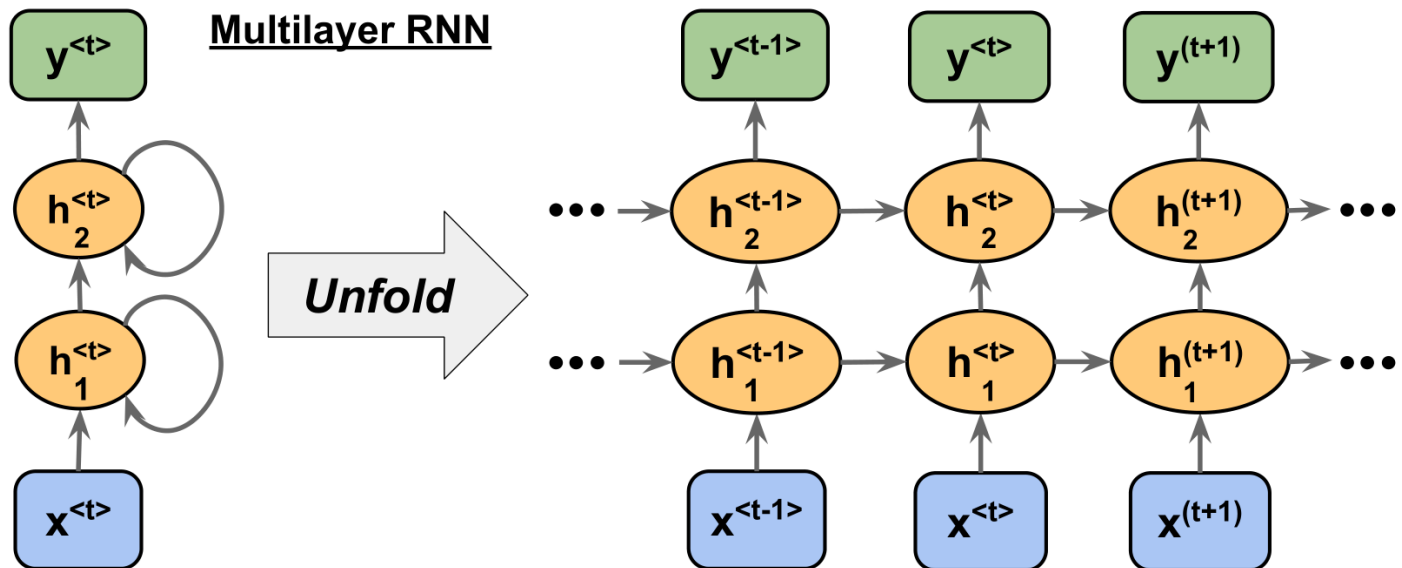 Multilayer RNN
y<t>
h<t>2
h<t>1
x<t>
Unfold
y<t-1> y<t> y(t+1)
••• h<t-1>2 h<t>2 h(t+1)2 •••
••• h<t-1>1 h<t>1 h(t+1)1 •••
x<t-1> x<t> x(t+1)